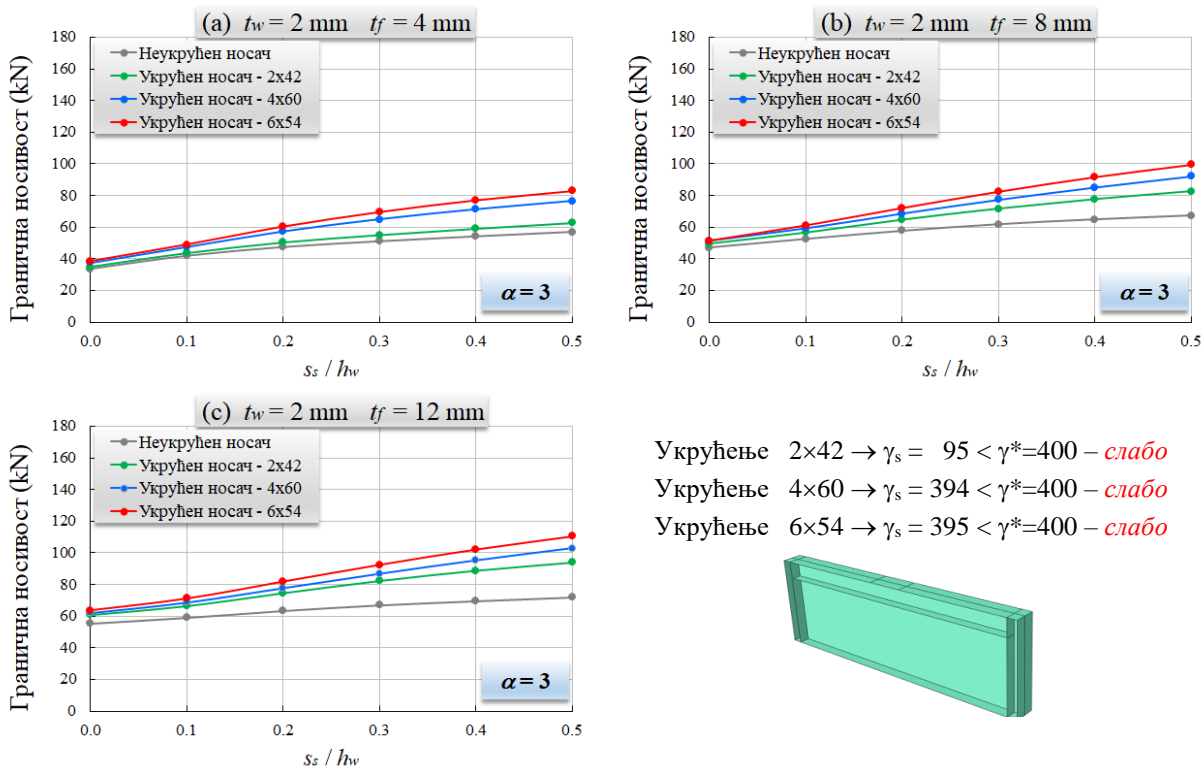 (a) tw = 2 mm tf = 4 mm
Гранична носивост (kN)
180
160
140
120
100
80
60
40
20
0
Неукрућен носач
Укрућен носач - 2x42
Укрућен носач - 4x60
Укрућен носач - 6x54
α = 3
0.0 0.1 0.2 0.3 0.4 0.5
ss / hw
(b) tw = 2 mm tf = 8 mm
Гранична носивост (kN)
180
160
140
120
100
80
60
40
20
0
Неукрућен носач
Укрућен носач - 2x42
Укрућен носач - 4x60
Укрућен носач - 6x54
α = 3
0.0 0.1 0.2 0.3 0.4 0.5
ss / hw
(c) tw = 2 mm tf = 12 mm
Гранична носивост (kN)
180
160
140
120
100
80
60
40
20
0
Неукрућен носач
Укрућен носач - 2x42
Укрућен носач - 4x60
Укрућен носач - 6x54
α = 3
0.0 0.1 0.2 0.3 0.4 0.5
ss / hw
Укрућење 2×42 → γs = 95 < γ*=400 – слабо
Укрућење 4×60 → γs = 394 < γ*=400 – слабо
Укрућење 6×54 → γs = 395 < γ*=400 – слабо